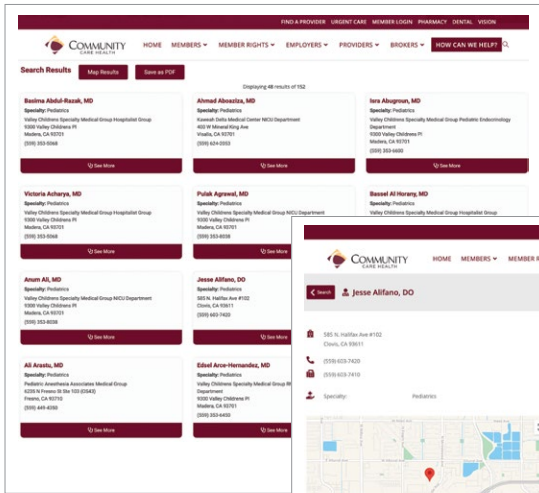 FIND A PROVIDER URGENT CARE MEMBER LOGIN PHARMACY DENTAL VISION
COMMUNITY
CARE HEALTH
HOME MEMBERS MEMBER RIGHTS EMPLOYERS PROVIDERS BROKERS HOW CAN WE HELP?
Search Results Map Results Save as PDF
Displaying 48 results of 152
Basima Abdul-Razak, MD
Specialty: Pediatrics
Valley Childrens Specialty Medical Group Hospitalist Group
9300 Valley Childrens Pl
Madera, CA 93701
(559) 353-5068
See More
Ahmad Aboaziza, MD
Specialty: Pediatrics
Kaweah Delta Medical Center NICU Department
400 W Mineral King Ave
Visalia, CA 93701
(559) 624-2053
See More
Isra Abugroun, MD
Specialty: Pediatrics
Valley Childrens Specialty Medical Group Pediatric Endocrinology
Department
9300 Valley Childrens Pl
Madera, CA 93701
(559) 353-6600
See More
Victoria Acharya, MD
Specialty: Pediatrics
Valley Childrens Specialty Medical Group Hospitalist Group
9300 Valley Childrens Pl
Madera, CA 93701
(559) 353-5068
See More
Pulak Agrawal, MD
Specialty: Pediatrics
Valley Childrens Specialty Medical Group NICU Department
9300 Valley Childrens Pl
Madera, CA 93701
(559) 353-8038
See More
Bassel Al Horany, MD
Specialty: Pediatrics
Valley Childrens Specialty Medical Group Hospitalist Group
Anum Ali, MD
Specialty: Pediatrics
Valley Childrens Specialty Medical Group NICU Department
9300 Valley Childrens Pl
Madera, CA 93701
(559) 353-8038
See More
Jesse Alifano, DO
Specialty: Pediatrics
585 N. Halifax Ave #102
Clovis, CA 93611
(559) 603-7420
See More
Ali Arastu, MD
Specialty: Pediatrics
Pediatric Anesthesia Associates Medical Group
6235 N Fresno St Ste 103 (0543)
Fresno, CA 93710
(559) 449-4350
See More
Edsel Arce-Hernandez, MD
Specialty: Pediatrics
Valley Childrens Specialty Medical Group
Department
9300 Valley Childrens Pl
Madera, CA 93701
(559) 353-6450
See More
COMMUNITY
CARE HEALTH
HOME MEMBERS MEMBER R
Search Jesse Alifano, DO
585 N. Halifax Ave #102
Clovis, CA 93611
(559) 603-7420
(559) 603-7410
Specialty: Pediatrics